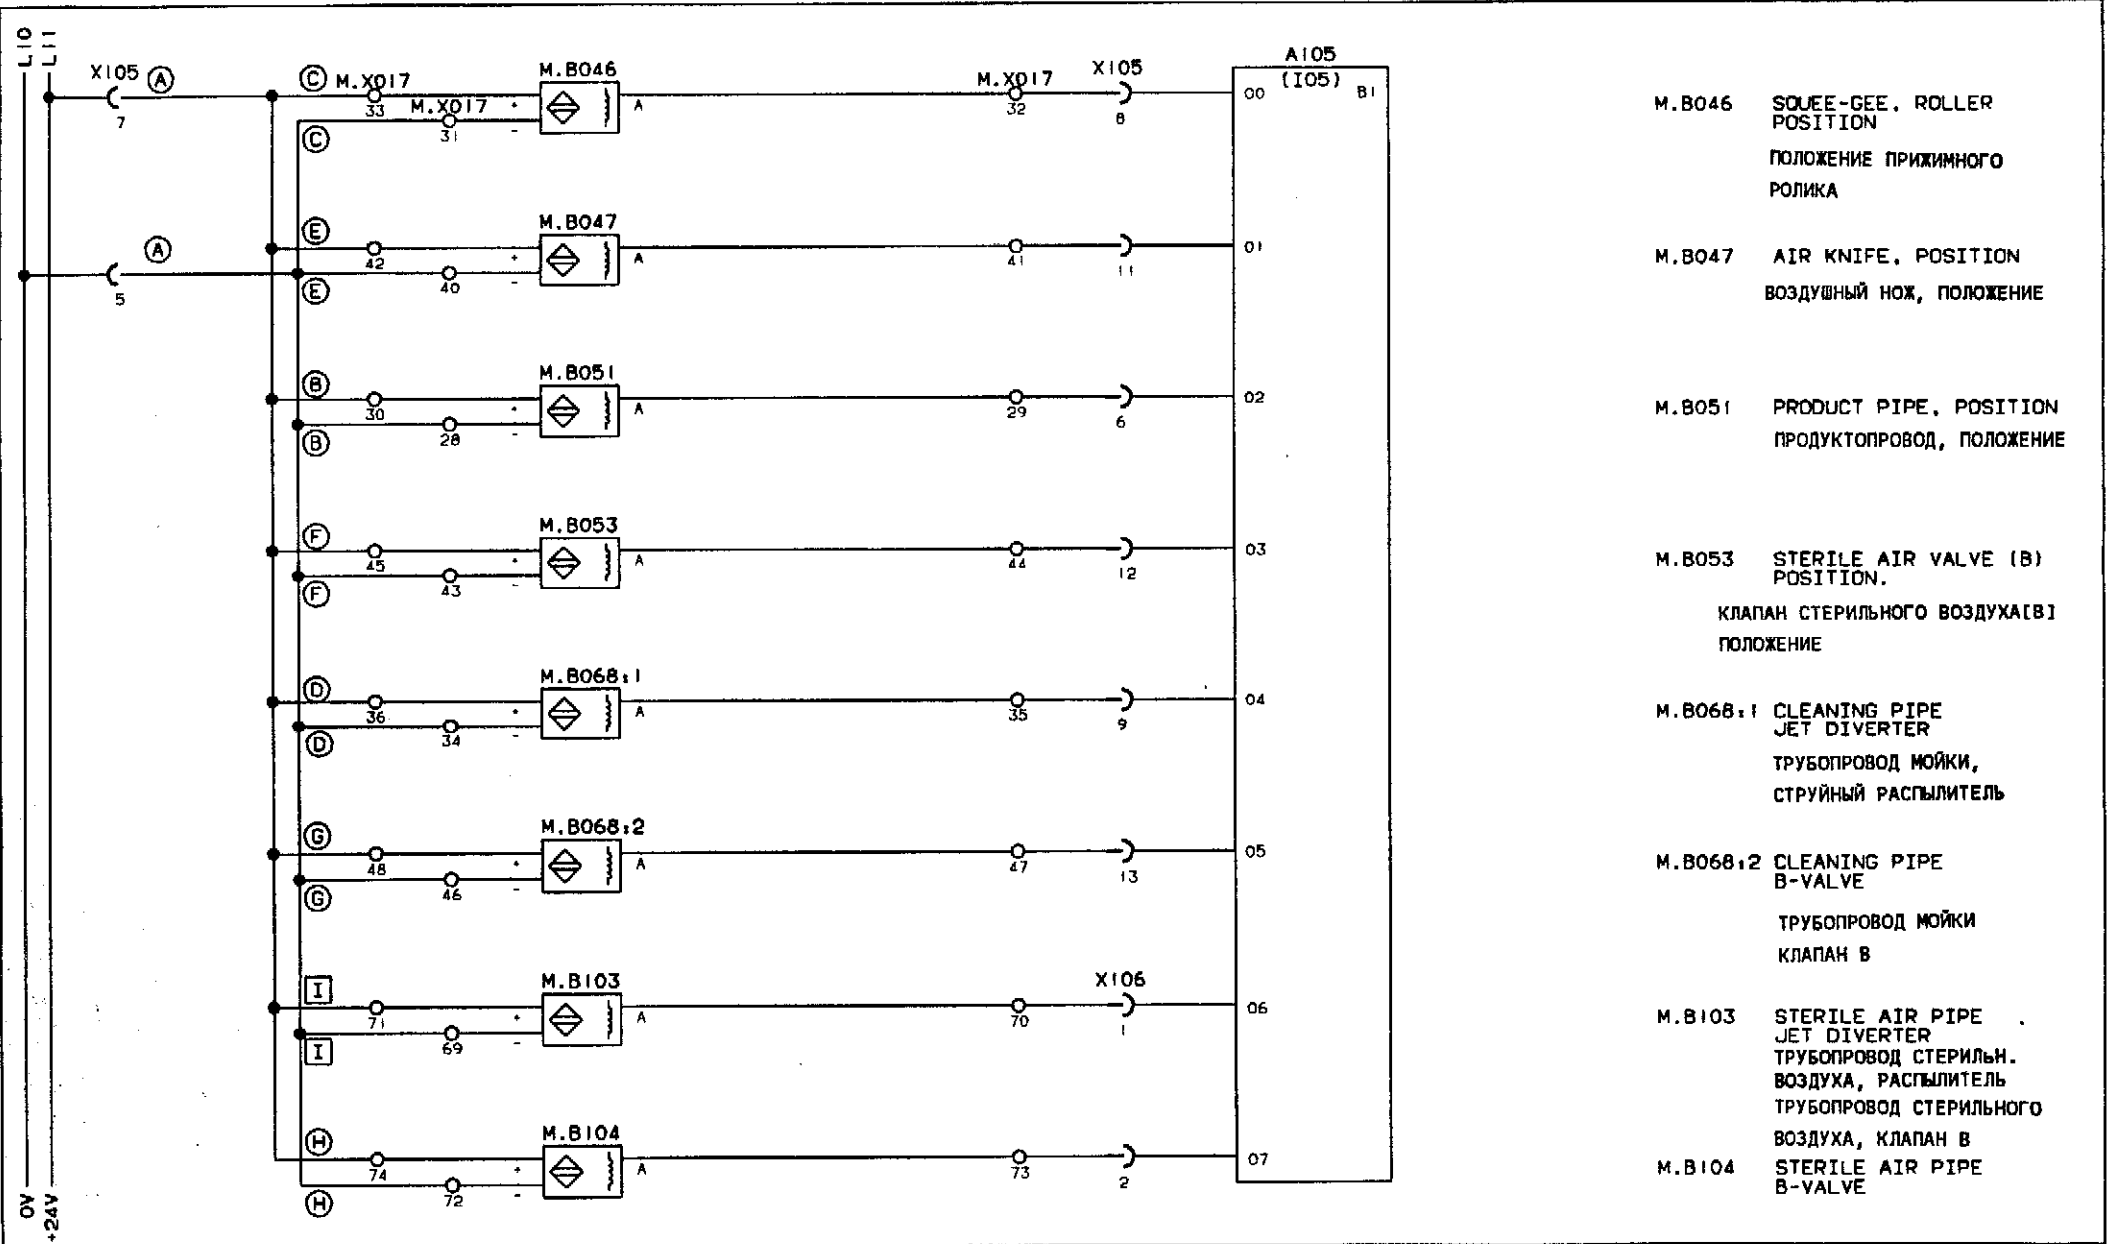 L10
L11
X105 Ⓐ
7
Ⓒ M.X017
33
M.X017
31
Ⓒ
M.B046
+
-
A
M.X017
32
X105
8
A105
(I05)
B1
00
M.B046 SQUEE-GEE. ROLLER
POSITION
ПОЛОЖЕНИЕ ПРИЖИМНОГО
РОЛИКА
Ⓐ
5
Ⓔ
42
40
Ⓔ
M.B047
+
-
A
41
11
01
M.B047 AIR KNIFE. POSITION
ВОЗДУШНЫЙ НОЖ, ПОЛОЖЕНИЕ
Ⓑ
30
28
Ⓑ
M.B051
+
-
A
29
6
02
M.B051 PRODUCT PIPE. POSITION
ПРОДУКТОПРОВОД, ПОЛОЖЕНИЕ
Ⓕ
45
43
Ⓕ
M.B053
+
-
A
44
12
03
M.B053 STERILE AIR VALVE (B)
POSITION.
КЛАПАН СТЕРИЛЬНОГО ВОЗДУХА[В]
ПОЛОЖЕНИЕ
Ⓓ
36
34
Ⓓ
M.B068:1
+
-
A
35
9
04
M.B068:1 CLEANING PIPE
JET DIVERTER
ТРУБОПРОВОД МОЙКИ,
СТРУЙНЫЙ РАСПЫЛИТЕЛЬ
Ⓖ
48
46
Ⓖ
M.B068:2
+
-
A
47
13
05
M.B068:2 CLEANING PIPE
B-VALVE
ТРУБОПРОВОД МОЙКИ
КЛАПАН В
I
71
69
I
M.B103
+
-
A
70
X106
1
06
M.B103 STERILE AIR PIPE
JET DIVERTER
ТРУБОПРОВОД СТЕРИЛЬН.
ВОЗДУХА, РАСПЫЛИТЕЛЬ
ТРУБОПРОВОД СТЕРИЛЬНОГО
ВОЗДУХА, КЛАПАН В
Ⓗ
74
72
Ⓗ
M.B104
+
-
A
73
2
07
M.B104 STERILE AIR PIPE
B-VALVE
0V
+24V